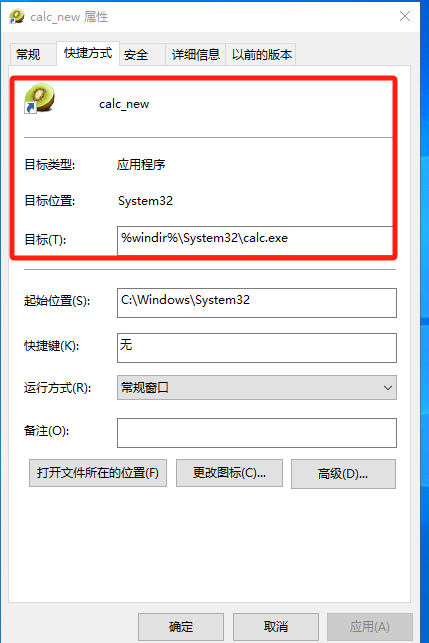 calc_new 属性
常规 快捷方式 安全 详细信息 以前的版本
calc_new
目标类型: 应用程序
目标位置: System32
目标(T): %windir%\System32\calc.exe
起始位置(S): C:\Windows\System32
快捷键(K): 无
运行方式(R): 常规窗口
备注(O):
打开文件所在的位置(F) 更改图标(C)... 高级(D)...
确定 取消 应用(A)